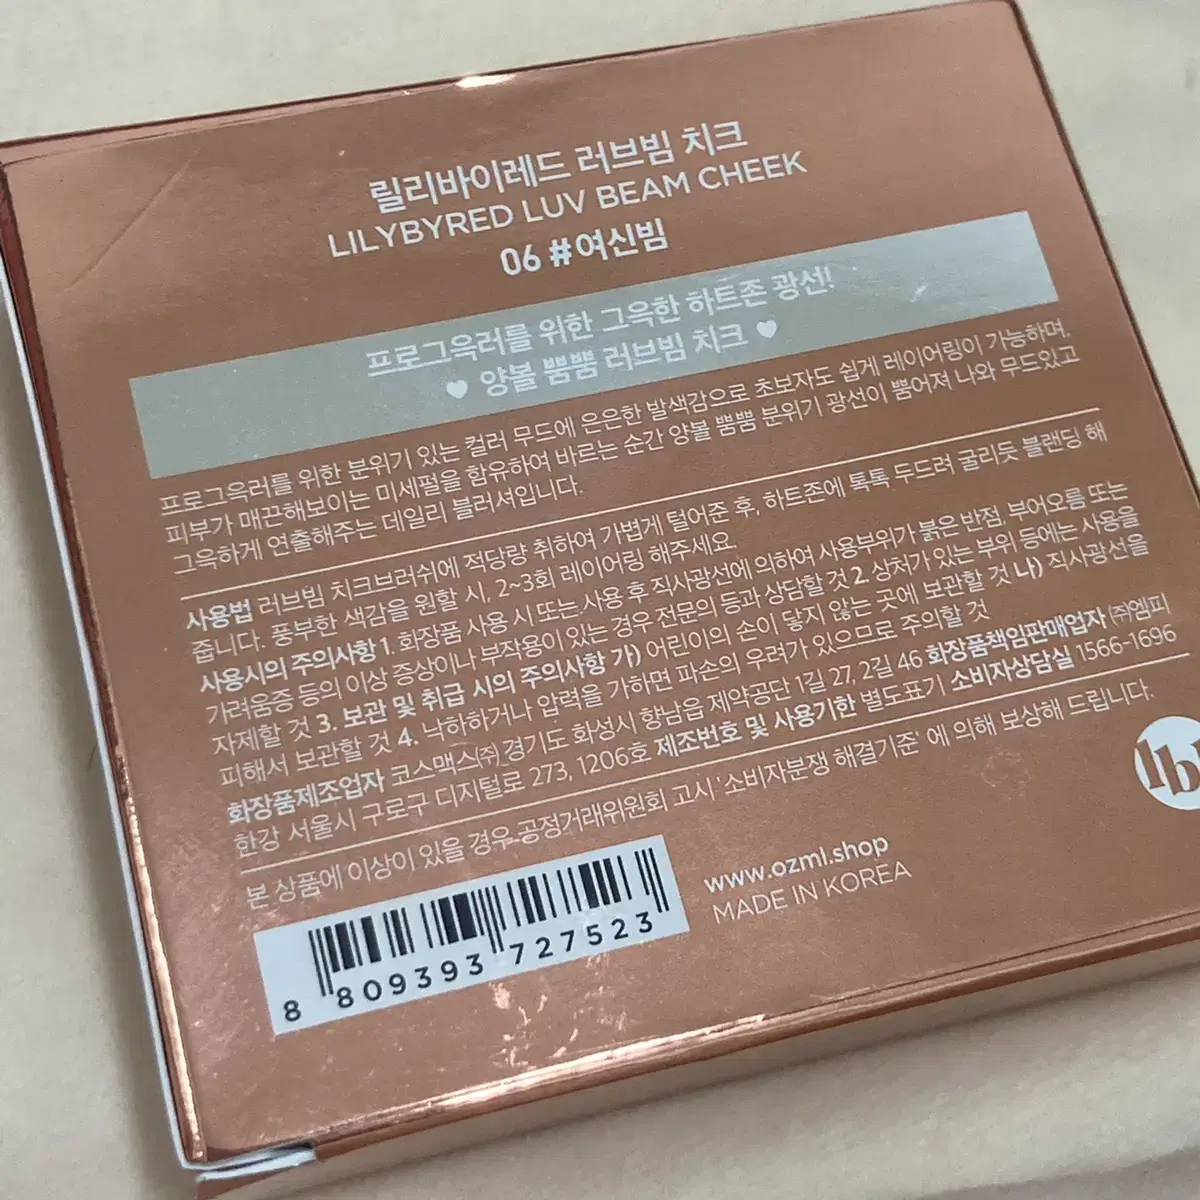 릴리바이레드 러브빔 치크
LILYBYRED LUV BEAM CHEEK
06 #여신빔
프로그윽러를 위한 그윽한 하트존 광선!
♥ 양볼 뿜뿜 러브빔 치크 ♥
프로그윽러를 위한 분위기 있는 컬러 무드에 은은한 발색감으로 초보자도 쉽게 레이어링이 가능하며,
피부가 매끈해보이는 미세펄을 함유하여 바르는 순간 양볼 뿜뿜 분위기 광선이 뿜어져 나와 무드있고
그윽하게 연출해주는 데일리 블러셔입니다.
사용법 러브빔 치크브러쉬에 적당량 취하여 가볍게 털어준 후, 하트존에 톡톡 두드려 굴리듯 블랜딩 해
줍니다. 풍부한 색감을 원할 시, 2~3회 레이어링 해주세요.
사용시의 주의사항 1. 화장품 사용 시 또는 사용 후 직사광선에 의하여 사용부위가 붉은 반점, 부어오름 또는
가려움증 등의 이상 증상이나 부작용이 있는 경우 전문의 등과 상담할 것 2. 상처가 있는 부위 등에는 사용을
자제할 것 3. 보관 및 취급 시의 주의사항 가) 어린이의 손이 닿지 않는 곳에 보관할 것 나) 직사광선을
피해서 보관할 것 4. 낙하하거나 압력을 가하면 파손의 우려가 있으므로 주의할 것
화장품제조업자 코스맥스㈜ 경기도 화성시 향남읍 제약공단 1길 27, 2길 46 화장품책임판매업자 ㈜엠피
한강 서울시 구로구 디지털로 273, 1206호 제조번호 및 사용기한 별도표기 소비자상담실 1566-1696
본 상품에 이상이 있을 경우 공정거래위원회 고시 '소비자분쟁 해결기준' 에 의해 보상해 드립니다.
lbr
www.ozml.shop
MADE IN KOREA
8 809393 727523